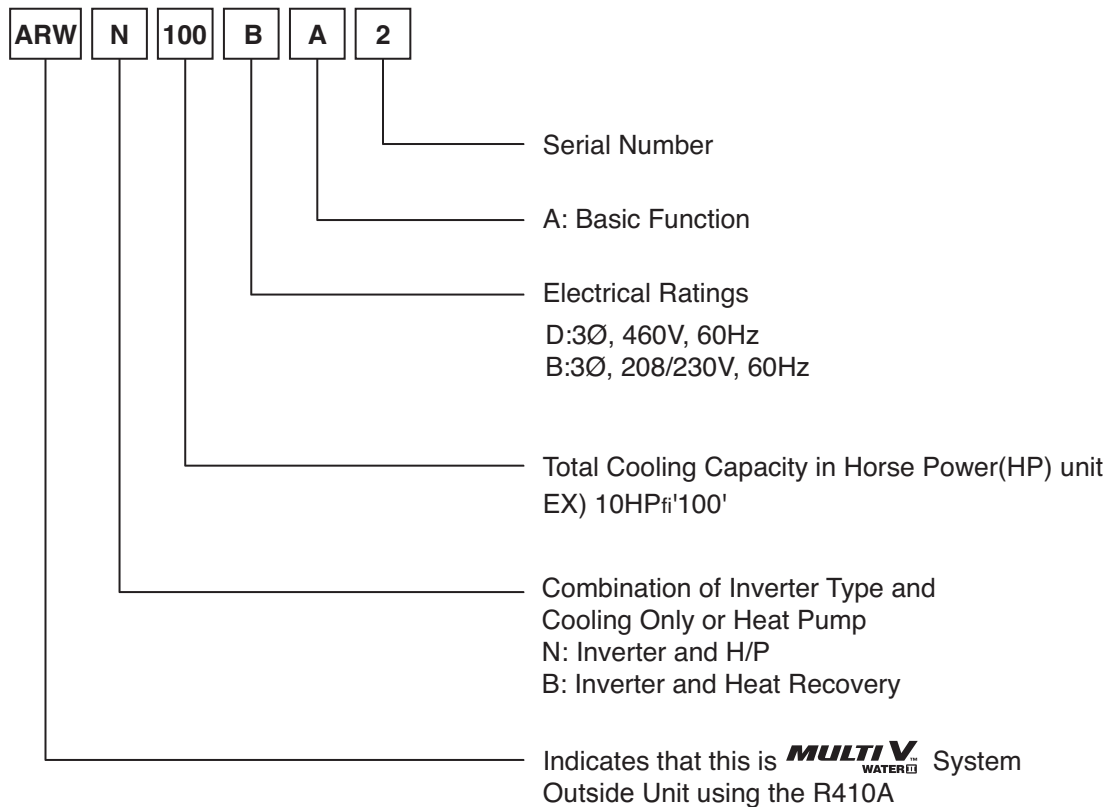 ARW N 100 B A 2
Serial Number
A: Basic Function
Electrical Ratings
D:3Ø, 460V, 60Hz
B:3Ø, 208/230V, 60Hz
Total Cooling Capacity in Horse Power(HP) unit
EX) 10HPfi'100'
Combination of Inverter Type and
Cooling Only or Heat Pump
N: Inverter and H/P
B: Inverter and Heat Recovery
Indicates that this is MULTI V™ WATER II System
Outside Unit using the R410A